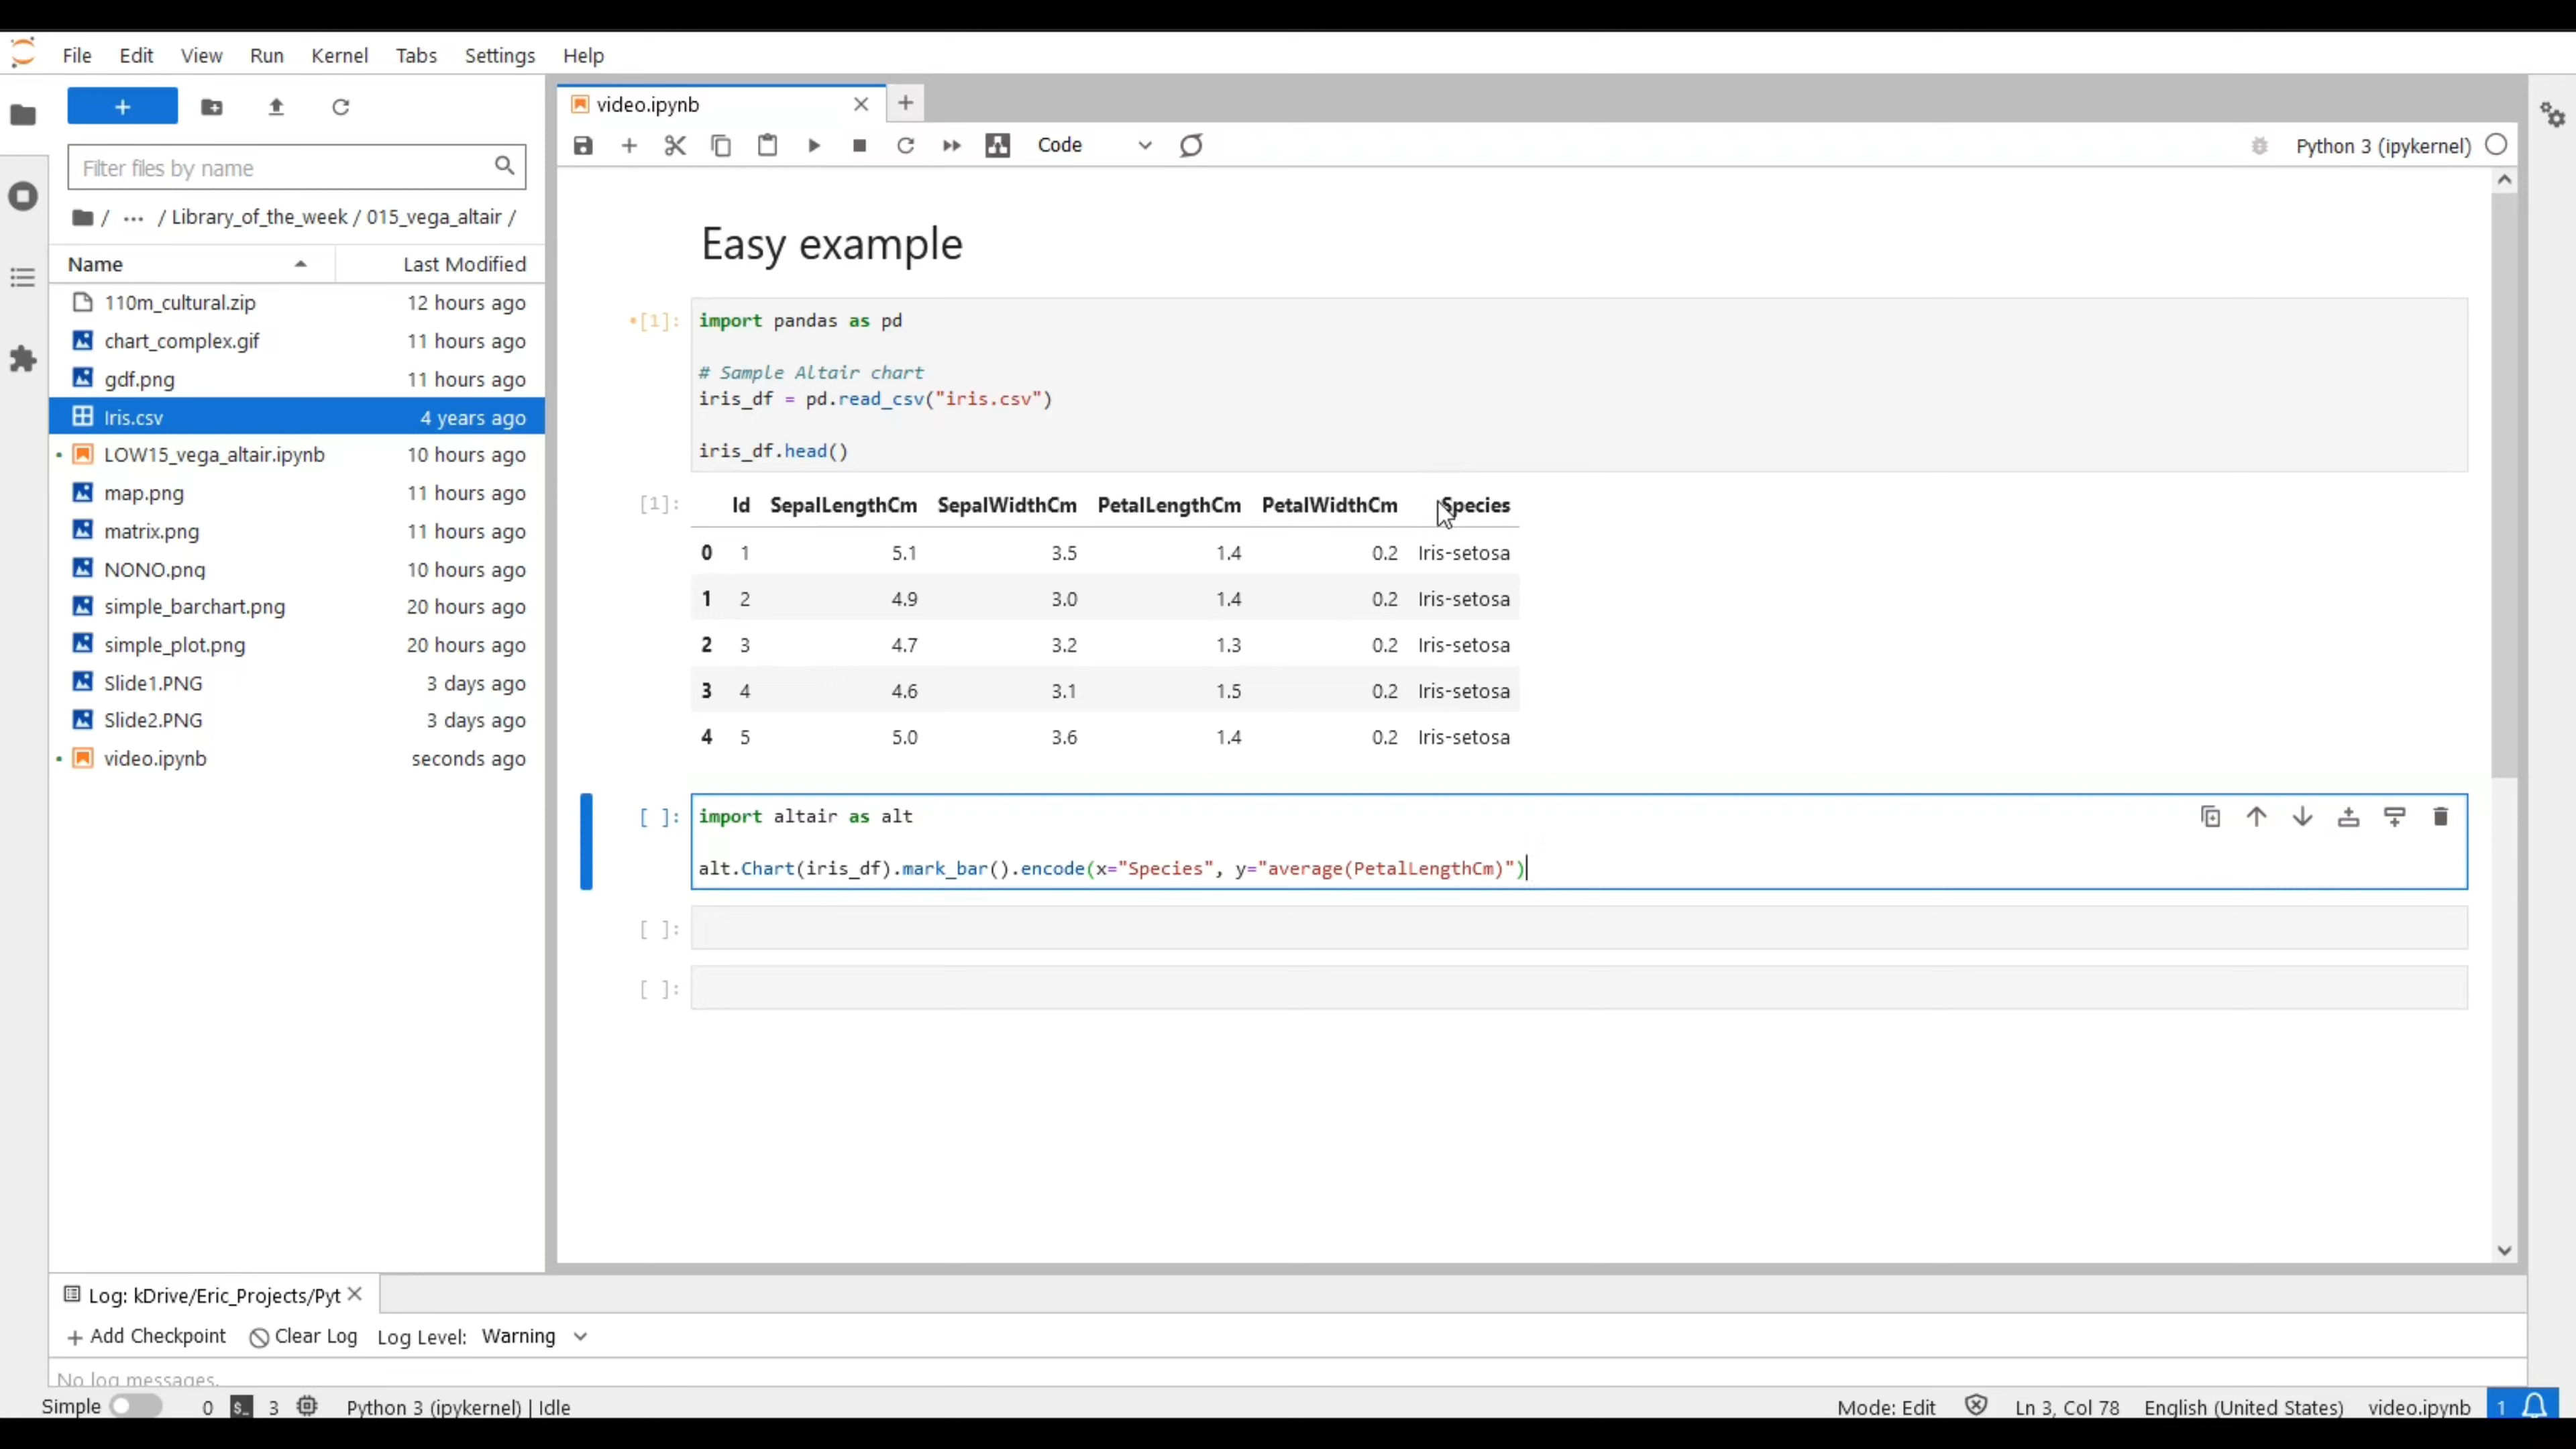 File Edit View Run Kernel Tabs Settings Help
video.ipynb
Code
Python 3 (ipykernel)
Filter files by name
/ ··· / Library_of_the_week / 015_vega_altair /
Name Last Modified
110m_cultural.zip 12 hours ago
chart_complex.gif 11 hours ago
gdf.png 11 hours ago
Iris.csv 4 years ago
LOW15_vega_altair.ipynb 10 hours ago
map.png 11 hours ago
matrix.png 11 hours ago
NONO.png 10 hours ago
simple_barchart.png 20 hours ago
simple_plot.png 20 hours ago
Slide1.PNG 3 days ago
Slide2.PNG 3 days ago
video.ipynb seconds ago
Easy example
[1]: import pandas as pd
# Sample Altair chart
iris_df = pd.read_csv("iris.csv")
iris_df.head()
[1]: Id SepalLengthCm SepalWidthCm PetalLengthCm PetalWidthCm Species
0 1 5.1 3.5 1.4 0.2 Iris-setosa
1 2 4.9 3.0 1.4 0.2 Iris-setosa
2 3 4.7 3.2 1.3 0.2 Iris-setosa
3 4 4.6 3.1 1.5 0.2 Iris-setosa
4 5 5.0 3.6 1.4 0.2 Iris-setosa
[ ]: import altair as alt
alt.Chart(iris_df).mark_bar().encode(x="Species", y="average(PetalLengthCm)")
[ ]:
[ ]:
Log: kDrive/Eric_Projects/Pyt
Add Checkpoint Clear Log Log Level: Warning
No log messages.
Simple 0 $_ 3 Python 3 (ipykernel) | Idle Mode: Edit Ln 3, Col 78 English (United States) video.ipynb 1